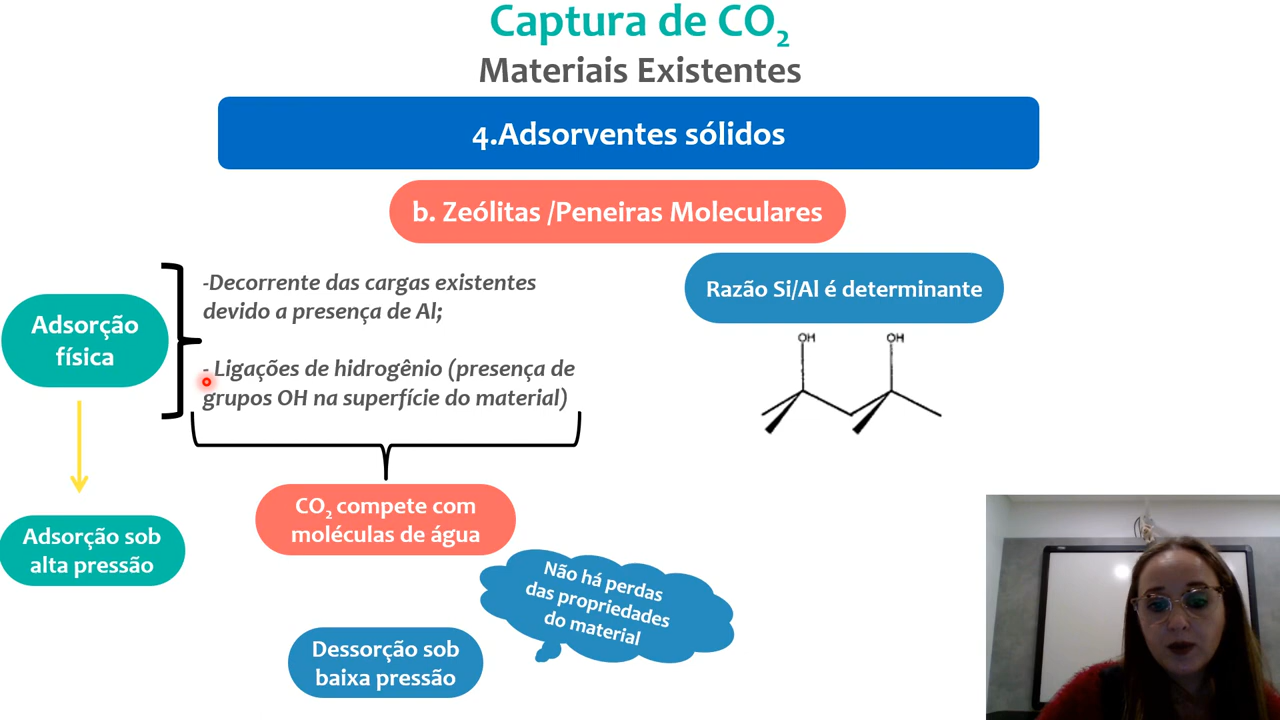 Captura de CO₂
Materiais Existentes
4.Adsorventes sólidos
b. Zeólitas /Peneiras Moleculares
-Decorrente das cargas existentes
devido a presença de Al;
- Ligações de hidrogênio (presença de
grupos OH na superfície do material)
Adsorção
física
Razão Si/Al é determinante
OH
OH
CO₂ compete com
moléculas de água
Adsorção sob
alta pressão
Não há perdas
das propriedades
do material
Dessorção sob
baixa pressão